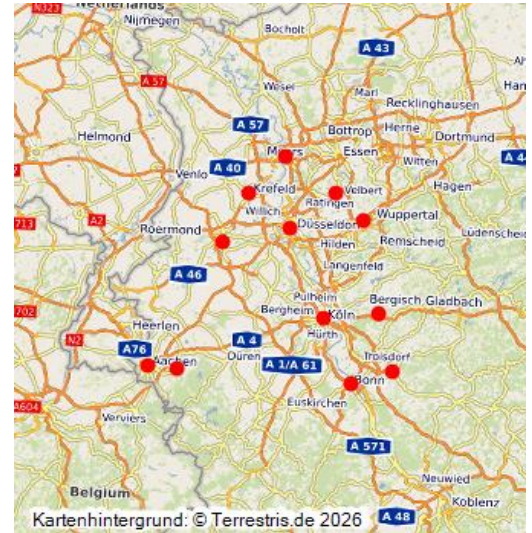 Netherlands
N323
Nijmegen
Bocholt
A 43
A 57
Wesel
Marl
Recklinghausen
Bottrop
Herne
Dortmund
A 57
Helmond
Moers
Essen
Witten
A 44
Venlo
A 40
Hagen
Krefeld
Velbert
Ratingen
Willich
A2
Wuppertal
Roermond
Düsseldorf
Hilden
Remscheid
Lüdenscheid
Langenfeld
A 46
Pulheim
Bergheim
Köln
Bergisch Gladbach
Heerlen
N2
Hürth
A 4
A76
Aachen
Düren
A 1/A 61
Troisdorf
Bonn
Euskirchen
A604
Verviers
A 571
Neuwied
Belgium
Koblenz
A 48
Kartenhintergrund: © Terrestris.de 2026